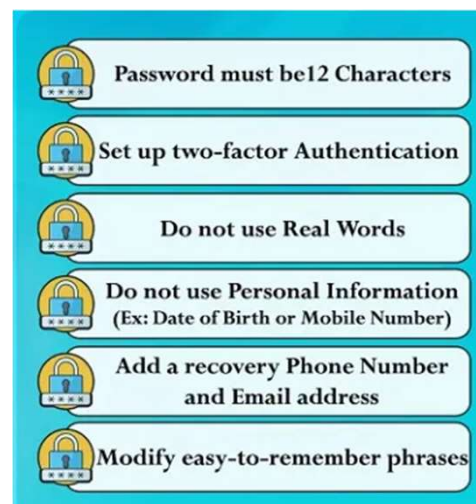 Password must be12 Characters
Set up two-factor Authentication
Do not use Real Words
Do not use Personal Information
(Ex: Date of Birth or Mobile Number)
Add a recovery Phone Number
and Email address
Modify easy-to-remember phrases